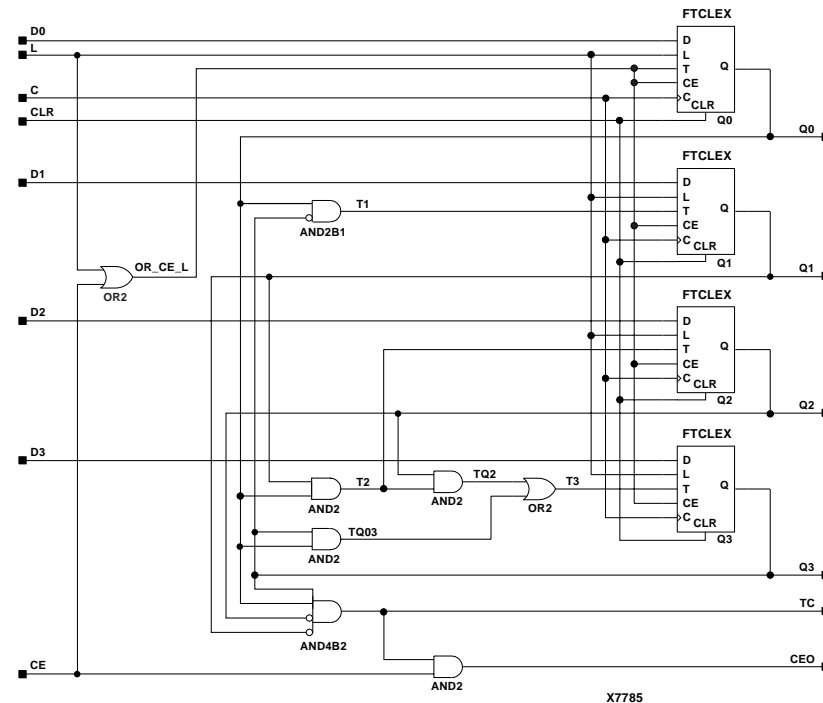 FTCLEX
D0
L
D
L
T
CE
C
CLR
Q
Q0
C
CLR
Q0
D1
FTCLEX
D
L
T
CE
C
CLR
Q
Q1
T1
AND2B1
OR_CE_L
OR2
Q1
D2
FTCLEX
D
L
T
CE
C
CLR
Q
Q2
Q2
D3
FTCLEX
D
L
T
CE
C
CLR
Q
Q3
T2
AND2
TQ2
AND2
T3
OR2
TQ03
AND2
Q3
TC
AND4B2
CE
AND2
CEO
X7785